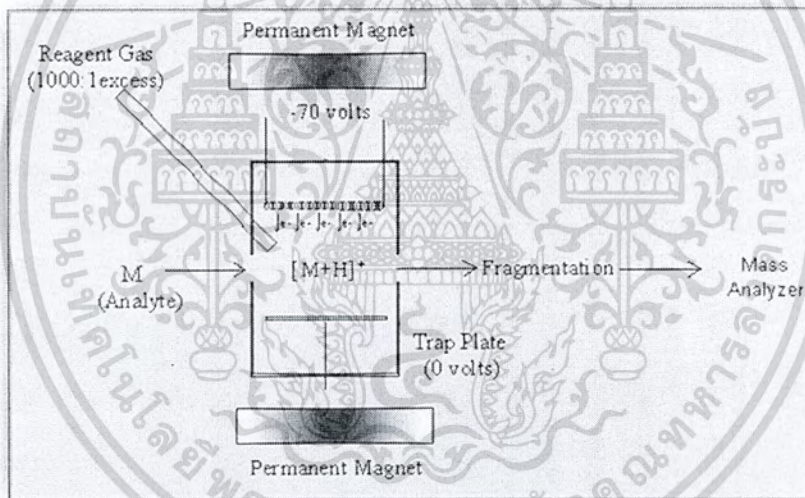 Permanent Magnet
Reagent Gas
(1000:1excess)
-70 volts
e- e- e- e- e-
M
(Analyte)
[M+H]⁺
Fragmentation
Mass
Analyzer
Trap Plate
(0 volts)
Permanent Magnet